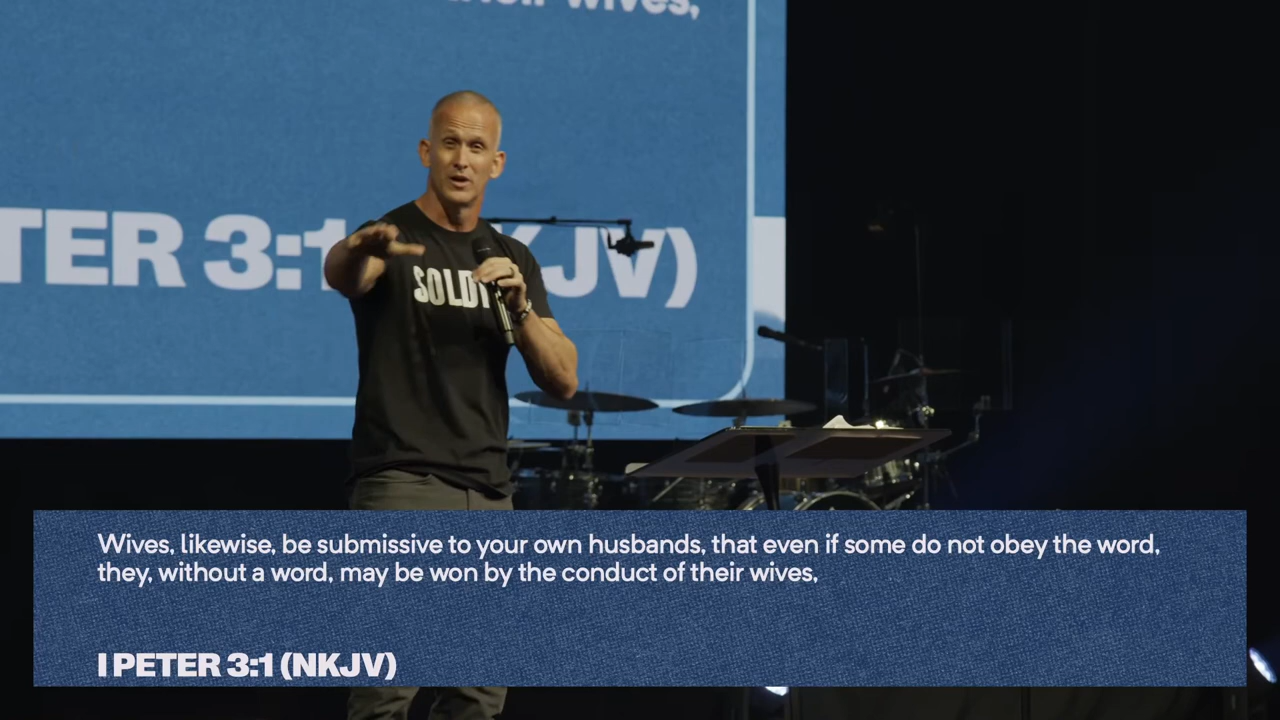 wives,
TER 3:1 KJV)
SOLD
Wives, likewise, be submissive to your own husbands, that even if some do not obey the word,
they, without a word, may be won by the conduct of their wives,
I PETER 3:1 (NKJV)